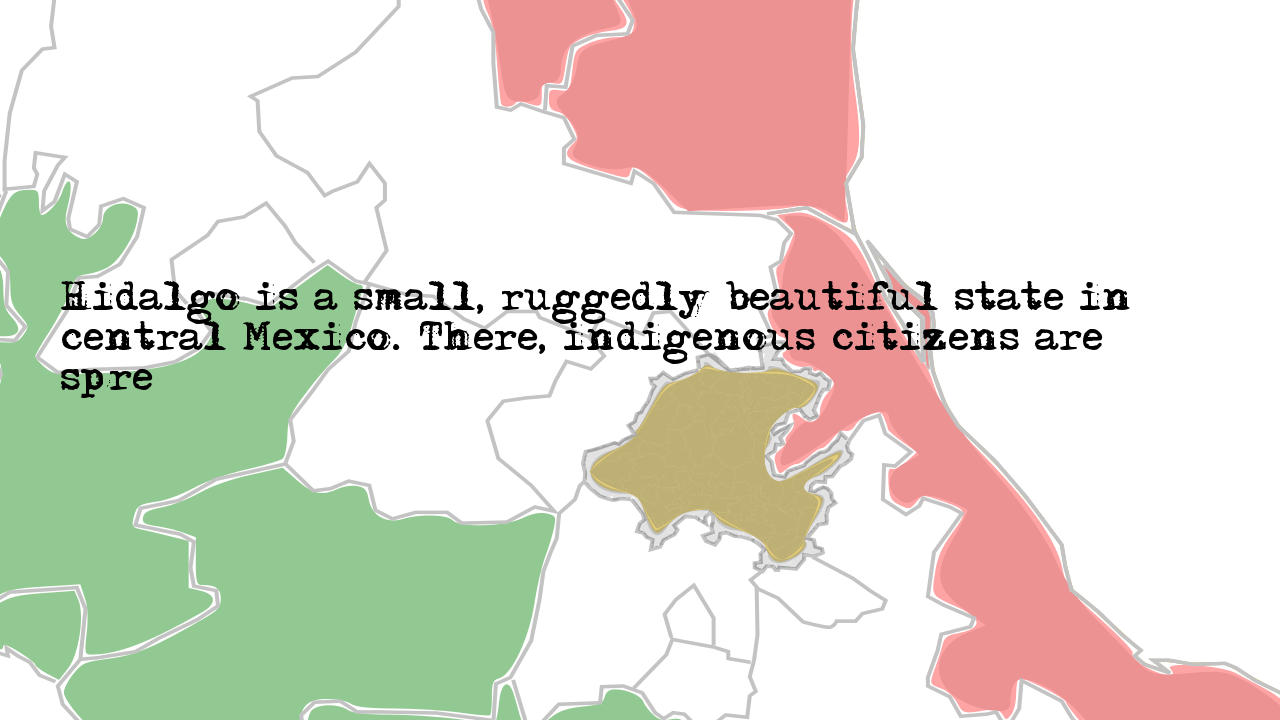 Hidalgo is a small, ruggedly beautiful state in
central Mexico. There, indigenous citizens are
spre